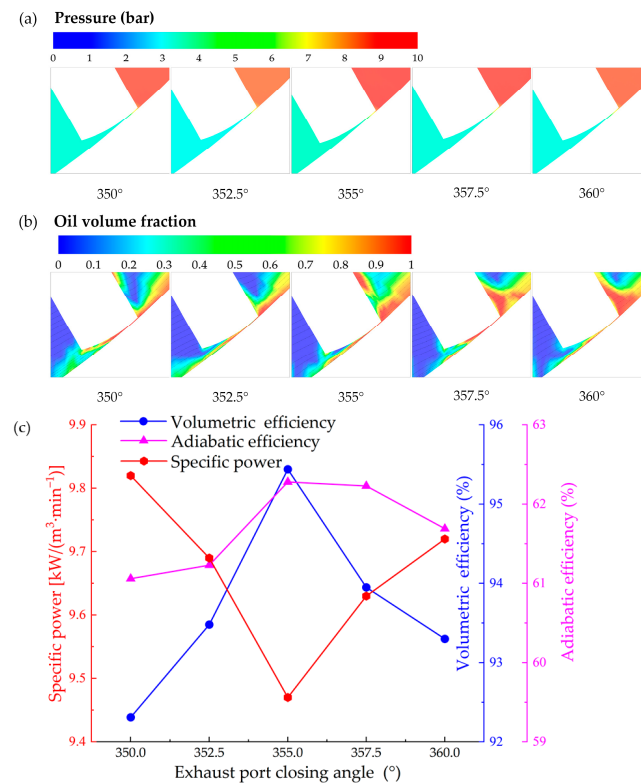 (a) Pressure (bar)
0 1 2 3 4 5 6 7 8 9 10
350° 352.5° 355° 357.5° 360°
(b) Oil volume fraction
0 0.1 0.2 0.3 0.4 0.5 0.6 0.7 0.8 0.9 1
350° 352.5° 355° 357.5° 360°
(c)
Volumetric efficiency
Adiabatic efficiency
Specific power
Specific power [kW/(m³·min⁻¹)]
9.9
9.8
9.7
9.6
9.5
9.4
Volumetric efficiency (%)
96
95
94
93
92
Adiabatic efficiency (%)
63
62
61
60
59
350.0 352.5 355.0 357.5 360.0
Exhaust port closing angle (°)